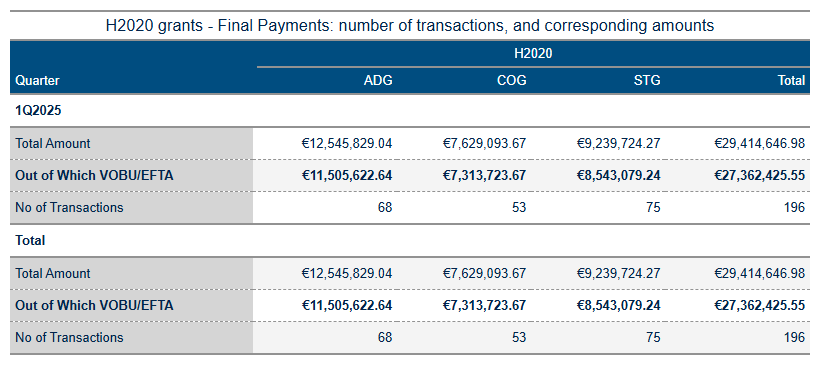 H2020 grants - Final Payments: number of transactions, and corresponding amounts
H2020
Quarter ADG COG STG Total
1Q2025
Total Amount €12,545,829.04 €7,629,093.67 €9,239,724.27 €29,414,646.98
Out of Which VOBU/EFTA €11,505,622.64 €7,313,723.67 €8,543,079.24 €27,362,425.55
No of Transactions 68 53 75 196
Total
Total Amount €12,545,829.04 €7,629,093.67 €9,239,724.27 €29,414,646.98
Out of Which VOBU/EFTA €11,505,622.64 €7,313,723.67 €8,543,079.24 €27,362,425.55
No of Transactions 68 53 75 196